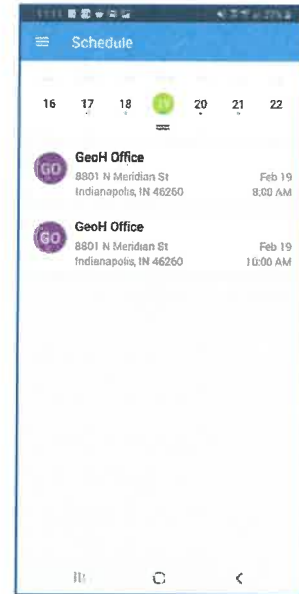 Schedule
16 17 18 19 20 21 22
GO
GeoH Office
8801 N Meridian St
Indianapolis, IN 46260
Feb 19
8:00 AM
GO
GeoH Office
8801 N Meridian St
Indianapolis, IN 46260
Feb 19
10:00 AM